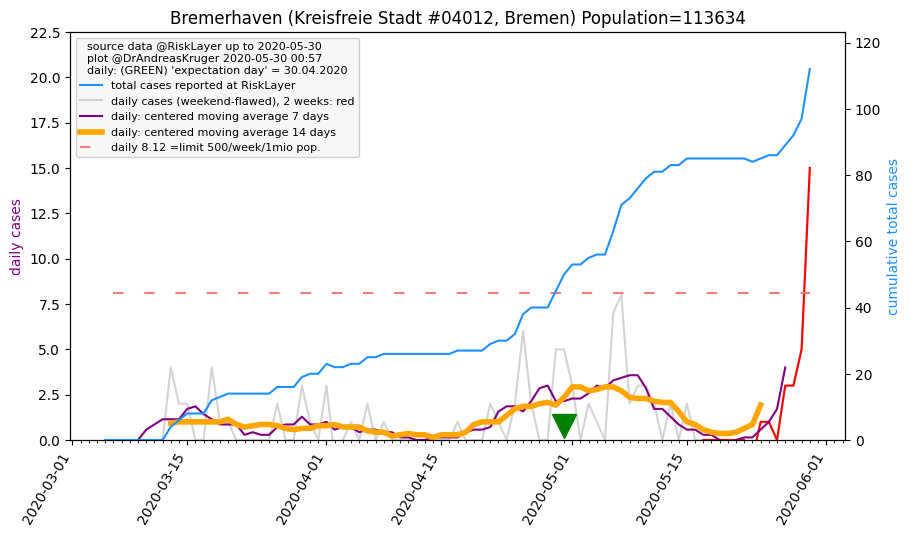 Bremerhaven (Kreisfreie Stadt #04012, Bremen) Population=113634
source data @RiskLayer up to 2020-05-30
plot @DrAndreasKruger 2020-05-30 00:57
daily: (GREEN) 'expectation day' = 30.04.2020
total cases reported at RiskLayer
daily cases (weekend-flawed), 2 weeks: red
daily: centered moving average 7 days
daily: centered moving average 14 days
daily 8.12 =limit 500/week/1mio pop.
daily cases
22.5
20.0
17.5
15.0
12.5
10.0
7.5
5.0
2.5
0.0
120
100
80
60
40
20
0
cumulative total cases
2020-03-01
2020-03-15
2020-04-01
2020-04-15
2020-05-01
2020-05-15
2020-06-01